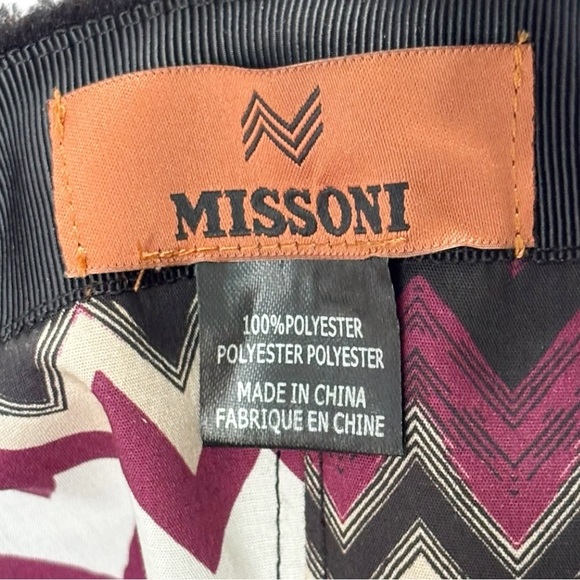 MISSONI
100%POLYESTER
POLYESTER POLYESTER
MADE IN CHINA
FABRIQUE EN CHINE